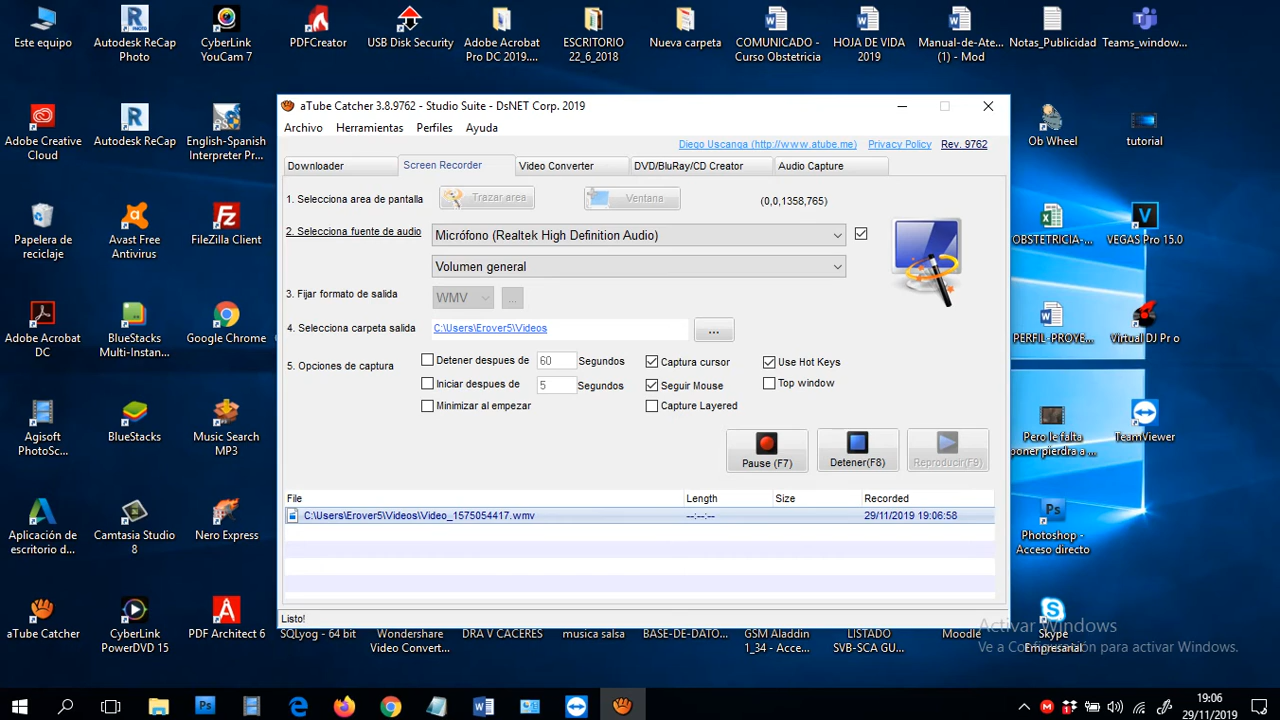 Este equipo
Autodesk ReCap
Photo
CyberLink
YouCam 7
PDFCreator
USB Disk Security
Adobe Acrobat
Pro DC 2019....
ESCRITORIO
22_6_2018
Nueva carpeta
COMUNICADO -
Curso Obstetricia
HOJA DE VIDA
2019
Manual-de-Ate...
(1) - Mod
Notas_Publicidad
Teams_window...
Adobe Creative
Cloud
Autodesk ReCap
English-Spanish
Interpreter Pr...
Ob Wheel
tutorial
Papelera de
reciclaje
Avast Free
Antivirus
FileZilla Client
OBSTETRICIA-...
VEGAS Pro 15.0
Adobe Acrobat
DC
BlueStacks
Multi-Instan...
Google Chrome
PERFIL-PROYE...
Virtual DJ Pro
Agisoft
PhotoSc...
BlueStacks
Music Search
MP3
Pero le falta
poner pierdra a ...
TeamViewer
Aplicación de
escritorio d...
Camtasia Studio
8
Nero Express
Photoshop -
Acceso directo
aTube Catcher
CyberLink
PowerDVD 15
PDF Architect 6
SQLyog - 64 bit
Wondershare
Video Convert...
DRA V CACERES
musica salsa
BASE-DE-DATO...
GSM Aladdin
1_34 - Acce...
LISTADO
SVB-SCA GU...
Moodle
Skype
Empresarial
aTube Catcher 3.8.9762 - Studio Suite - DsNET Corp. 2019
Archivo Herramientas Perfiles Ayuda
Diego Uscanga (http://www.atube.me) Privacy Policy Rev. 9762
Downloader Screen Recorder Video Converter DVD/BluRay/CD Creator Audio Capture
1. Selecciona area de pantalla Trazar area Ventana (0,0,1358,765)
2. Selecciona fuente de audio Micrófono (Realtek High Definition Audio)
Volumen general
3. Fijar formato de salida WMV ...
4. Selecciona carpeta salida C:\Users\Erover5\Videos ...
5. Opciones de captura Detener despues de 60 Segundos Captura cursor Use Hot Keys
Iniciar despues de 5 Segundos Seguir Mouse Top window
Minimizar al empezar Capture Layered
Pause (F7) Detener(F8) Reproducir(F9)
File Length Size Recorded
C:\Users\Erover5\Videos\Video_1575054417.wmv --:--:-- 29/11/2019 19:06:58
Listo!
Activar Windows
Ve a Configuración para activar Windows.
19:06
29/11/2019